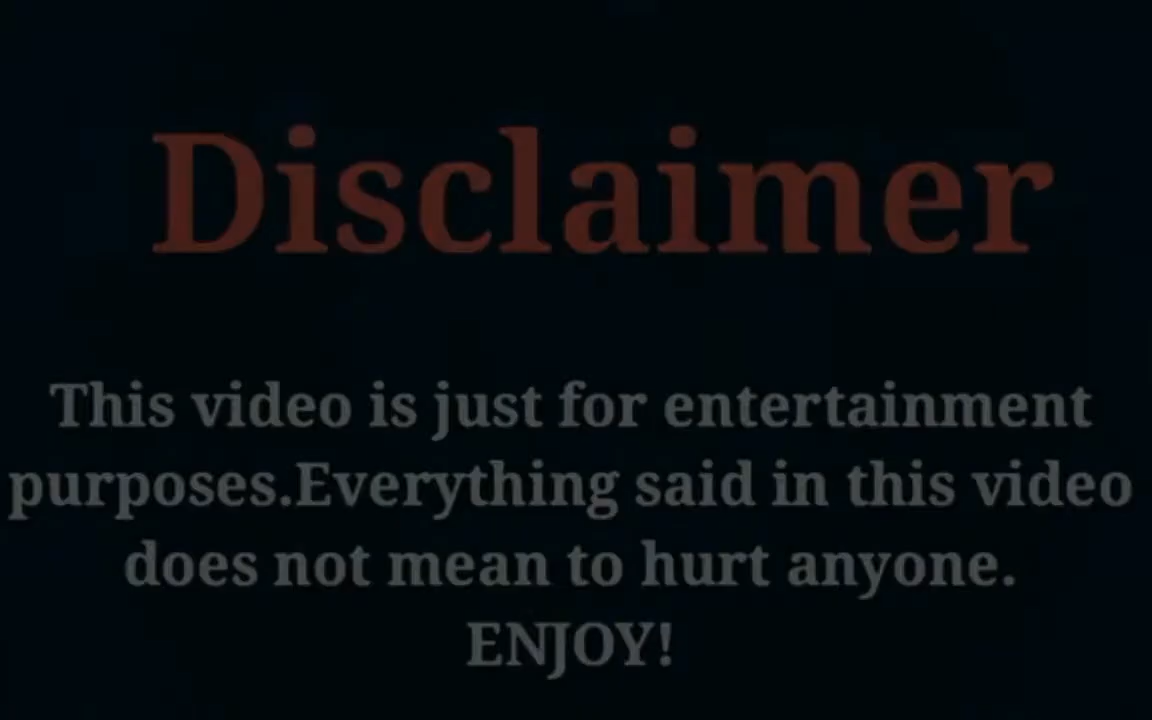 Disclaimer
This video is just for entertainment
purposes.Everything said in this video
does not mean to hurt anyone.
ENJOY!